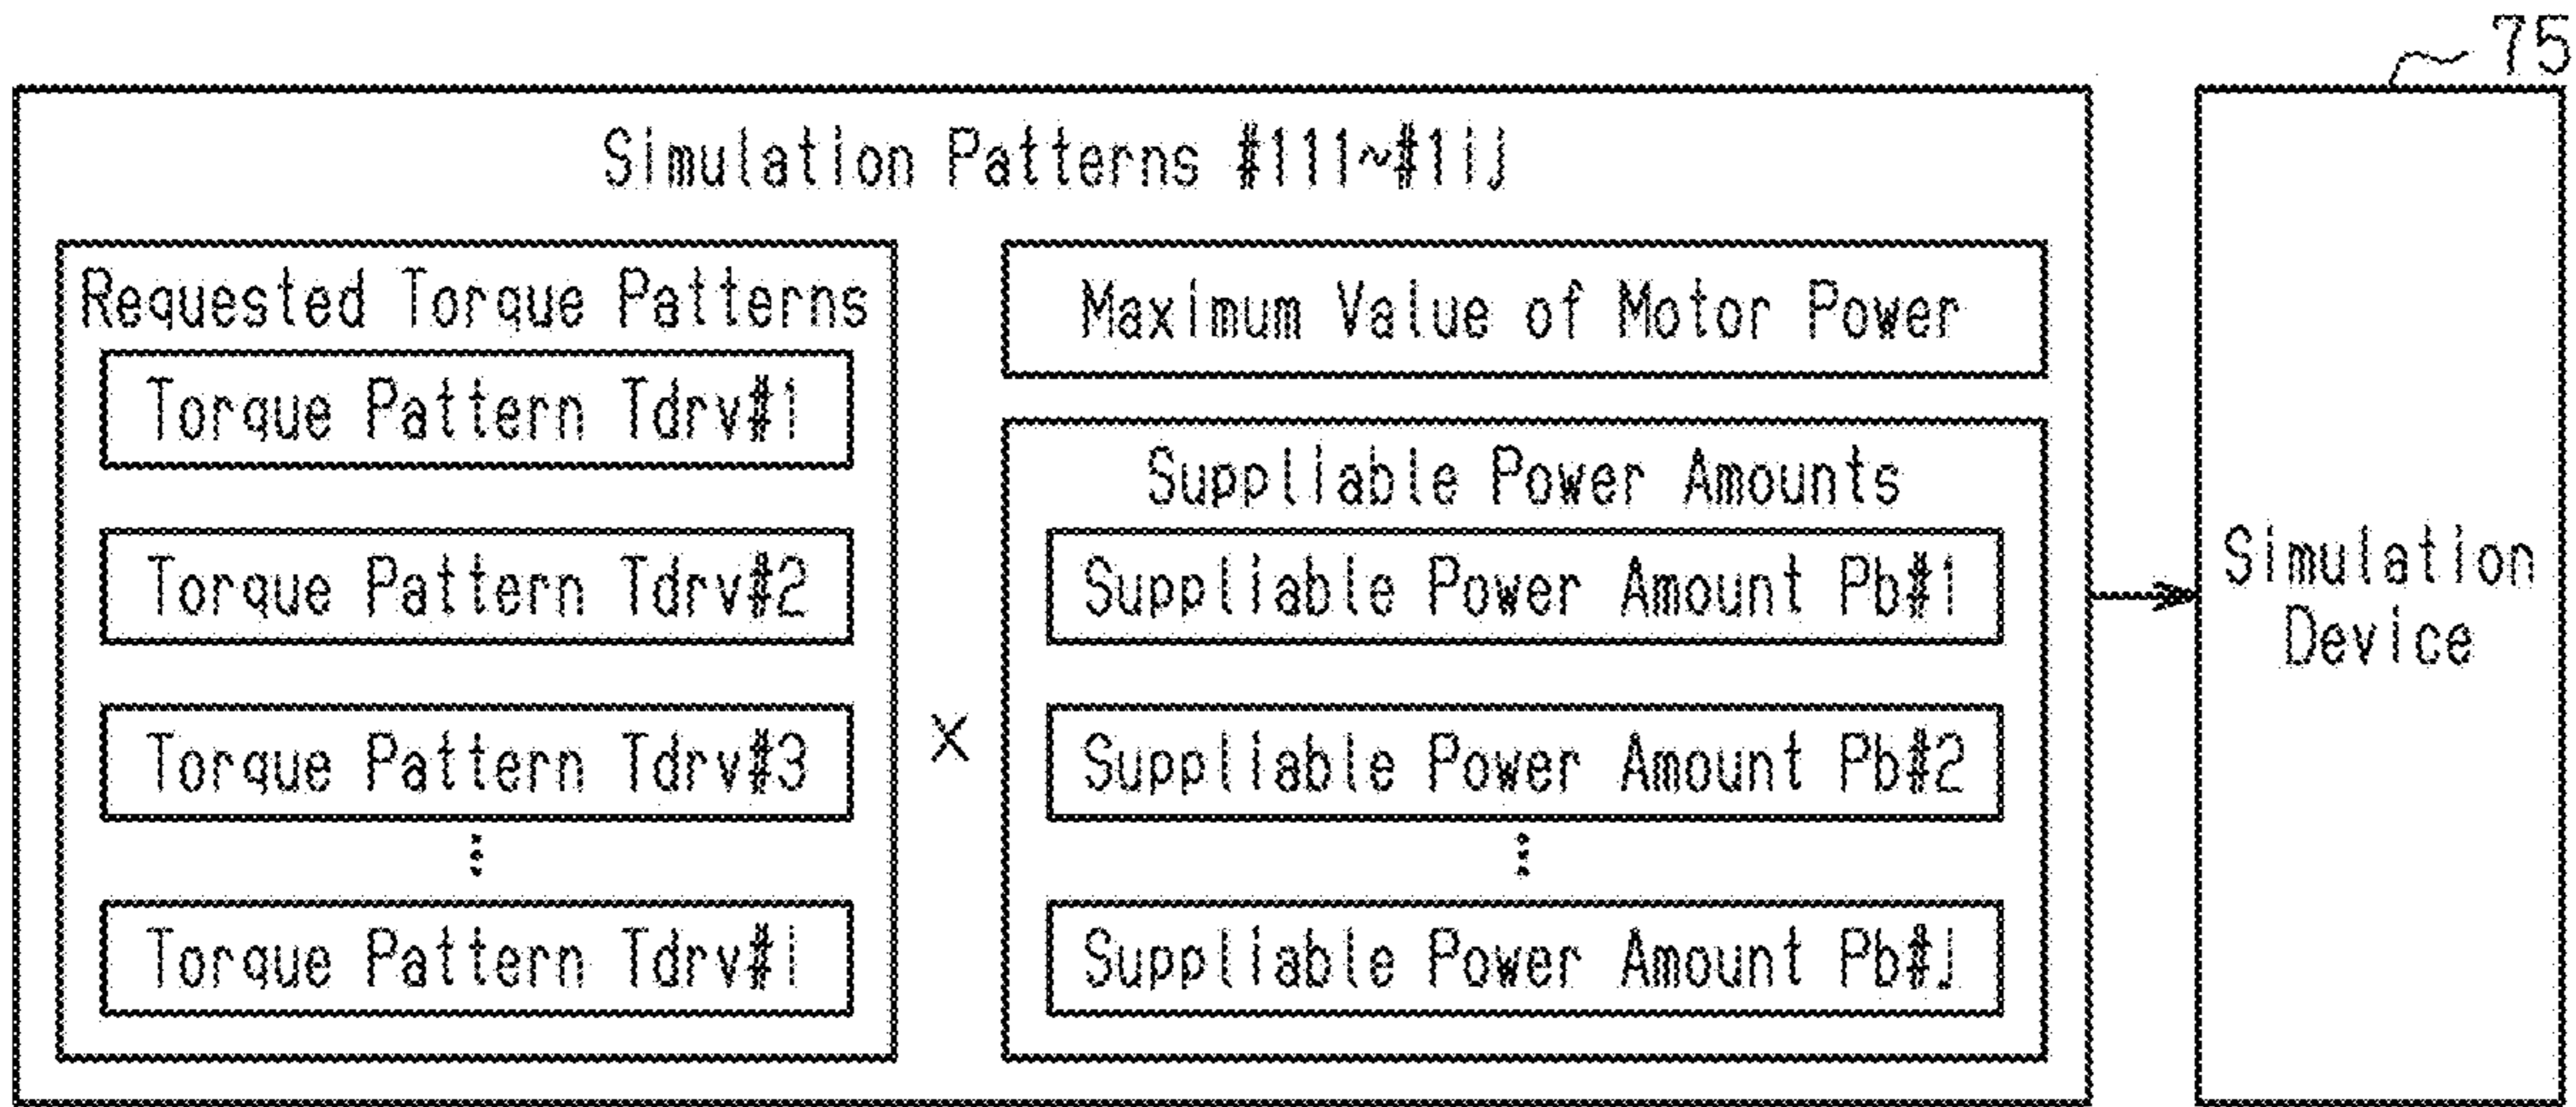 75
Simulation Patterns #111~#1ij
Requested Torque Patterns
Torque Pattern Tdrv#1
Torque Pattern Tdrv#2
Torque Pattern Tdrv#3
⋮
Torque Pattern Tdrv#i
×
Maximum Value of Motor Power
Suppliable Power Amounts
Suppliable Power Amount Pb#1
Suppliable Power Amount Pb#2
⋮
Suppliable Power Amount Pb#j
Simulation
Device